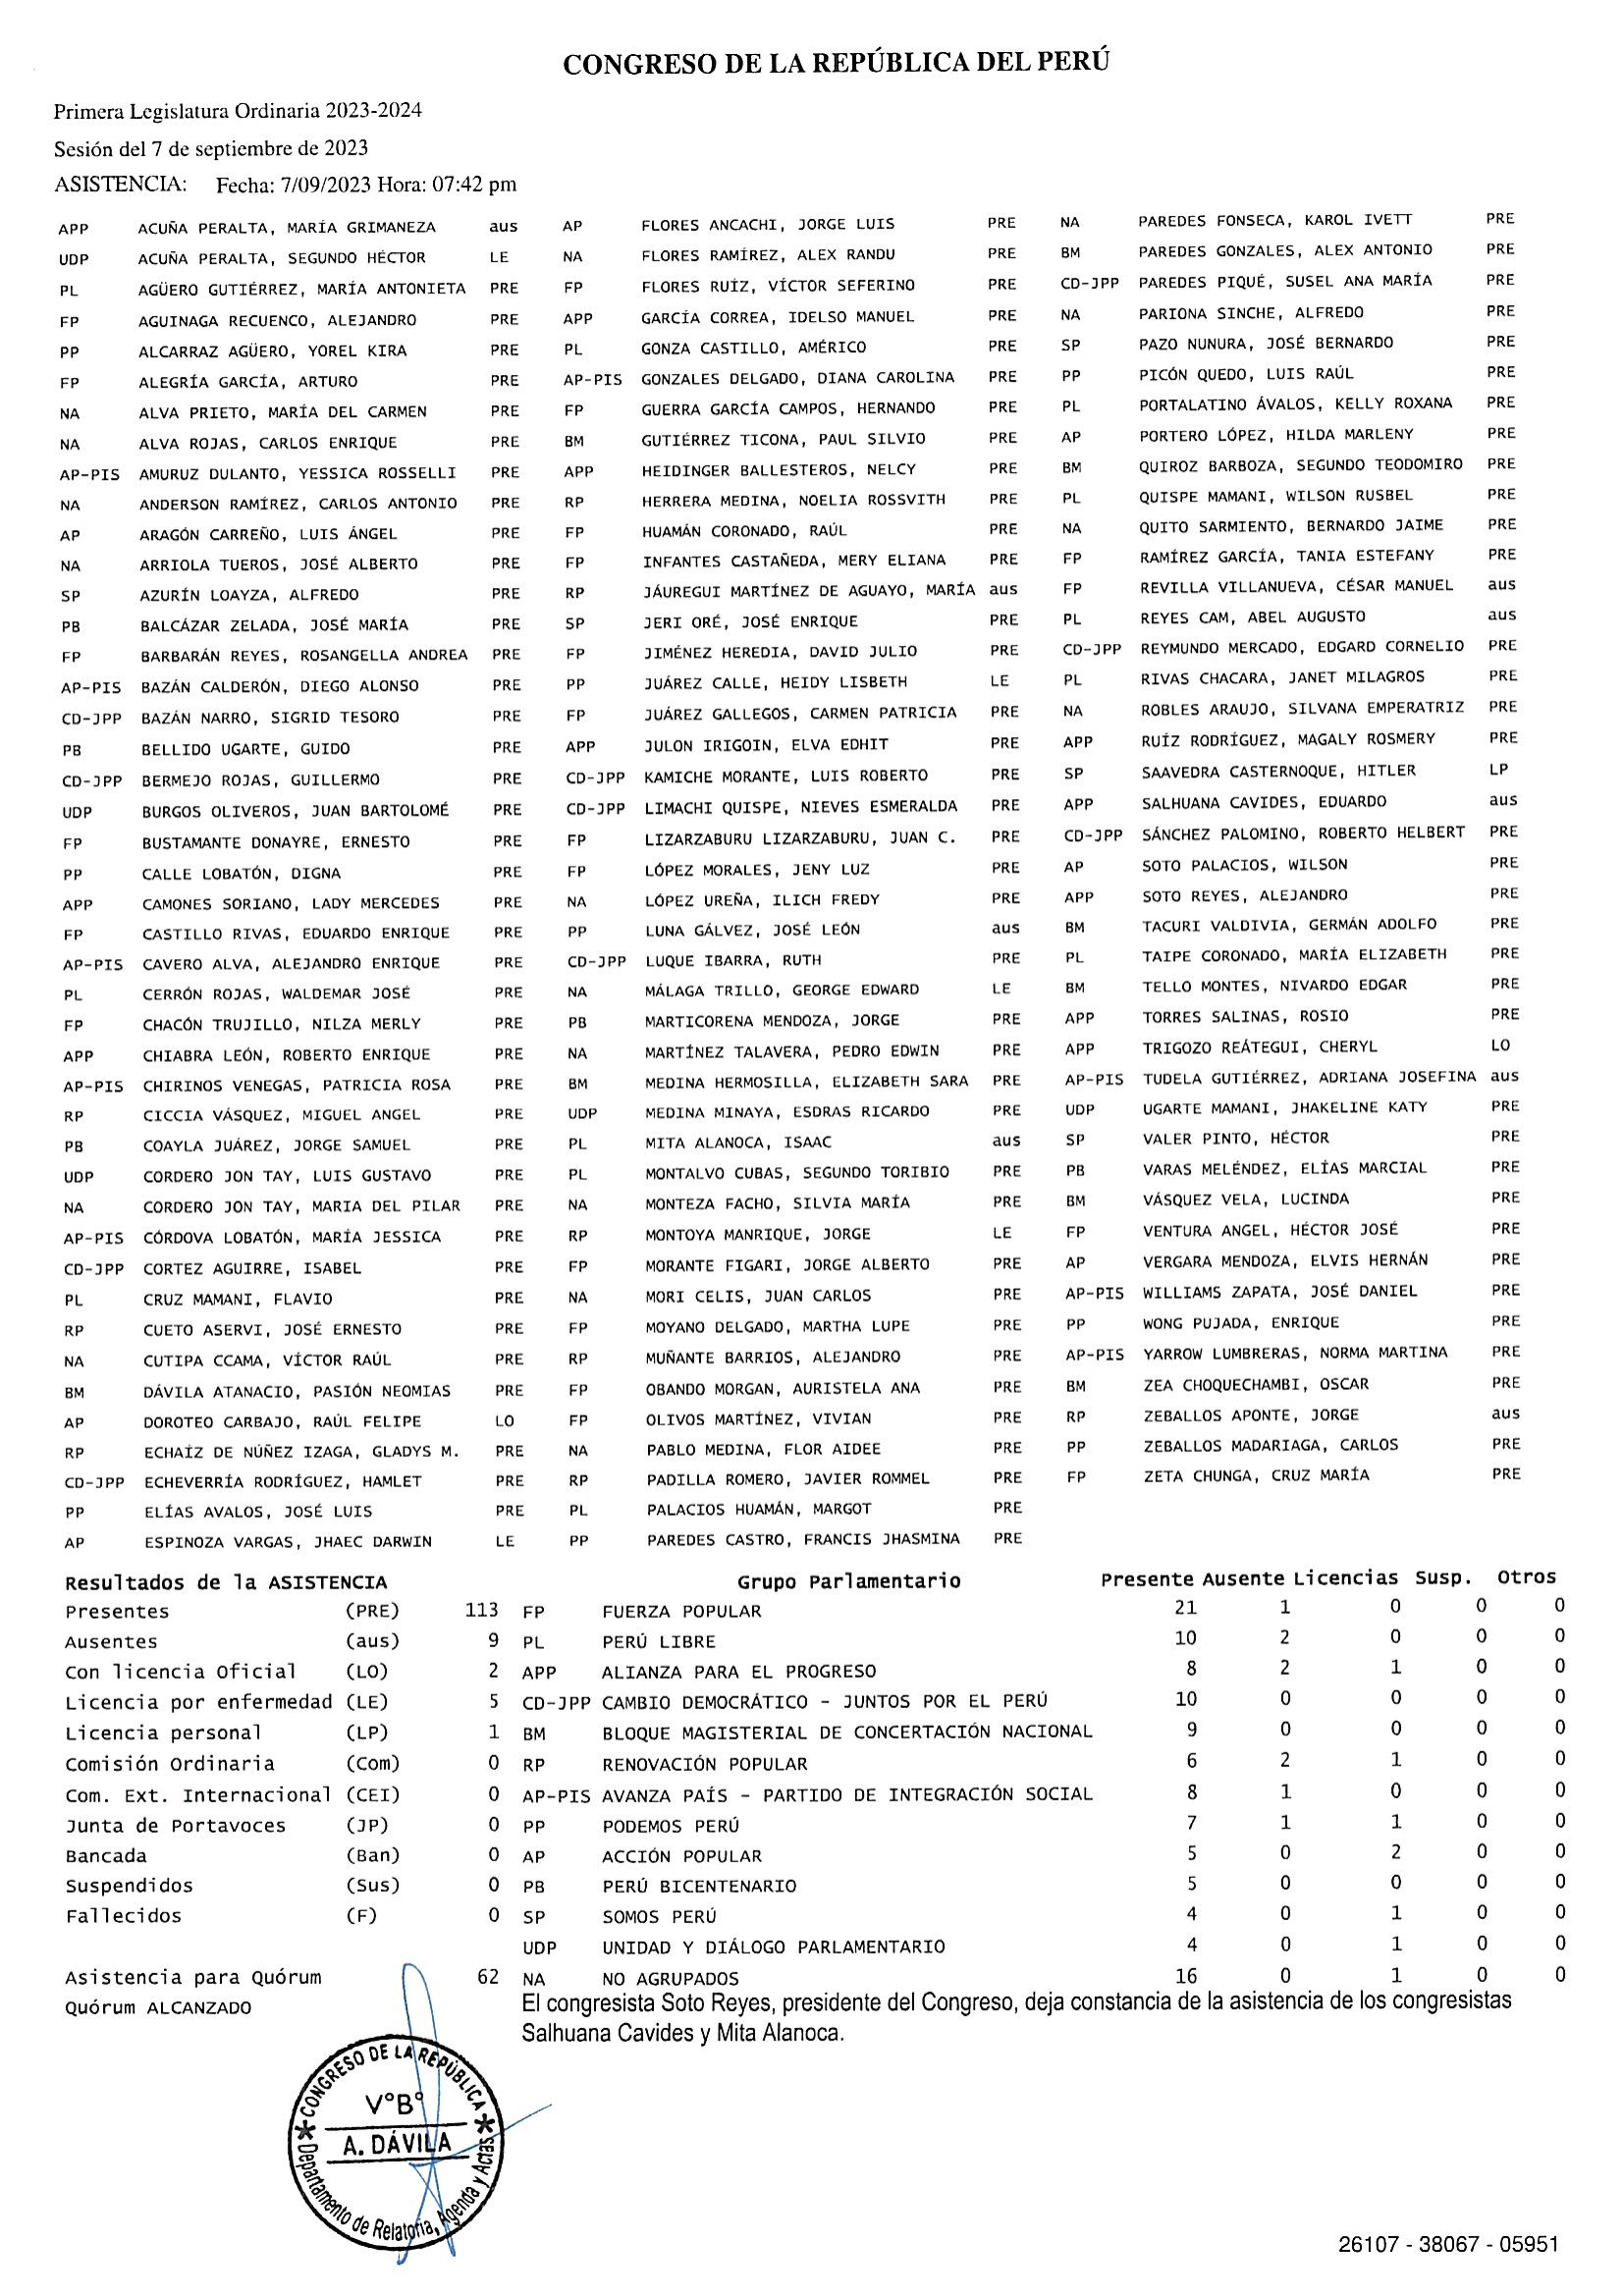 CONGRESO DE LA REPÚBLICA DEL PERÚ
Primera Legislatura Ordinaria 2023-2024
Sesión del 7 de septiembre de 2023
ASISTENCIA: Fecha: 7/09/2023 Hora: 07:42 pm
APP ACUÑA PERALTA, MARÍA GRIMANEZA aus AP FLORES ANCACHI, JORGE LUIS PRE NA PAREDES FONSECA, KAROL IVETT PRE
UDP ACUÑA PERALTA, SEGUNDO HÉCTOR LE NA FLORES RAMÍREZ, ALEX RANDU PRE BM PAREDES GONZALES, ALEX ANTONIO PRE
PL AGÜERO GUTIÉRREZ, MARÍA ANTONIETA PRE FP FLORES RUÍZ, VÍCTOR SEFERINO PRE CD-JPP PAREDES PIQUÉ, SUSEL ANA MARÍA PRE
FP AGUINAGA RECUENCO, ALEJANDRO PRE APP GARCÍA CORREA, IDELSO MANUEL PRE NA PARIONA SINCHE, ALFREDO PRE
PP ALCARRAZ AGÜERO, YOREL KIRA PRE PL GONZA CASTILLO, AMÉRICO PRE SP PAZO NUNURA, JOSÉ BERNARDO PRE
FP ALEGRÍA GARCÍA, ARTURO PRE AP-PIS GONZALES DELGADO, DIANA CAROLINA PRE PP PICÓN QUEDO, LUIS RAÚL PRE
NA ALVA PRIETO, MARÍA DEL CARMEN PRE FP GUERRA GARCÍA CAMPOS, HERNANDO PRE PL PORTALATINO ÁVALOS, KELLY ROXANA PRE
NA ALVA ROJAS, CARLOS ENRIQUE PRE BM GUTIÉRREZ TICONA, PAUL SILVIO PRE AP PORTERO LÓPEZ, HILDA MARLENY PRE
AP-PIS AMURUZ DULANTO, YESSICA ROSSELLI PRE APP HEIDINGER BALLESTEROS, NELCY PRE BM QUIROZ BARBOZA, SEGUNDO TEODOMIRO PRE
NA ANDERSON RAMÍREZ, CARLOS ANTONIO PRE RP HERRERA MEDINA, NOELIA ROSSVITH PRE PL QUISPE MAMANI, WILSON RUSBEL PRE
AP ARAGÓN CARREÑO, LUIS ÁNGEL PRE FP HUAMÁN CORONADO, RAÚL PRE NA QUITO SARMIENTO, BERNARDO JAIME PRE
NA ARRIOLA TUEROS, JOSÉ ALBERTO PRE FP INFANTES CASTAÑEDA, MERY ELIANA PRE FP RAMÍREZ GARCÍA, TANIA ESTEFANY PRE
SP AZURÍN LOAYZA, ALFREDO PRE RP JÁUREGUI MARTÍNEZ DE AGUAYO, MARÍA aus FP REVILLA VILLANUEVA, CÉSAR MANUEL aus
PB BALCÁZAR ZELADA, JOSÉ MARÍA PRE SP JERI ORÉ, JOSÉ ENRIQUE PRE PL REYES CAM, ABEL AUGUSTO aus
FP BARBARÁN REYES, ROSANGELLA ANDREA PRE FP JIMÉNEZ HEREDIA, DAVID JULIO PRE CD-JPP REYMUNDO MERCADO, EDGARD CORNELIO PRE
AP-PIS BAZÁN CALDERÓN, DIEGO ALONSO PRE PP JUÁREZ CALLE, HEIDY LISBETH LE PL RIVAS CHACARA, JANET MILAGROS PRE
CD-JPP BAZÁN NARRO, SIGRID TESORO PRE FP JUÁREZ GALLEGOS, CARMEN PATRICIA PRE NA ROBLES ARAUJO, SILVANA EMPERATRIZ PRE
PB BELLIDO UGARTE, GUIDO PRE APP JULON IRIGOIN, ELVA EDHIT PRE APP RUÍZ RODRÍGUEZ, MAGALY ROSMERY PRE
CD-JPP BERMEJO ROJAS, GUILLERMO PRE CD-JPP KAMICHE MORANTE, LUIS ROBERTO PRE SP SAAVEDRA CASTERNOQUE, HITLER LP
UDP BURGOS OLIVEROS, JUAN BARTOLOMÉ PRE CD-JPP LIMACHI QUISPE, NIEVES ESMERALDA PRE APP SALHUANA CAVIDES, EDUARDO aus
FP BUSTAMANTE DONAYRE, ERNESTO PRE FP LIZARZABURU LIZARZABURU, JUAN C. PRE CD-JPP SÁNCHEZ PALOMINO, ROBERTO HELBERT PRE
PP CALLE LOBATÓN, DIGNA PRE FP LÓPEZ MORALES, JENY LUZ PRE AP SOTO PALACIOS, WILSON PRE
APP CAMONES SORIANO, LADY MERCEDES PRE NA LÓPEZ UREÑA, ILICH FREDY PRE APP SOTO REYES, ALEJANDRO PRE
FP CASTILLO RIVAS, EDUARDO ENRIQUE PRE PP LUNA GÁLVEZ, JOSÉ LEÓN aus BM TACURI VALDIVIA, GERMÁN ADOLFO PRE
AP-PIS CAVERO ALVA, ALEJANDRO ENRIQUE PRE CD-JPP LUQUE IBARRA, RUTH PRE PL TAIPE CORONADO, MARÍA ELIZABETH PRE
PL CERRÓN ROJAS, WALDEMAR JOSÉ PRE NA MÁLAGA TRILLO, GEORGE EDWARD LE BM TELLO MONTES, NIVARDO EDGAR PRE
FP CHACÓN TRUJILLO, NILZA MERLY PRE PB MARTICORENA MENDOZA, JORGE PRE APP TORRES SALINAS, ROSIO PRE
APP CHIABRA LEÓN, ROBERTO ENRIQUE PRE NA MARTÍNEZ TALAVERA, PEDRO EDWIN PRE APP TRIGOZO REÁTEGUI, CHERYL LO
AP-PIS CHIRINOS VENEGAS, PATRICIA ROSA PRE BM MEDINA HERMOSILLA, ELIZABETH SARA PRE AP-PIS TUDELA GUTIÉRREZ, ADRIANA JOSEFINA aus
RP CICCIA VÁSQUEZ, MIGUEL ANGEL PRE UDP MEDINA MINAYA, ESDRAS RICARDO PRE UDP UGARTE MAMANI, JHAKELINE KATY PRE
PB COAYLA JUÁREZ, JORGE SAMUEL PRE PL MITA ALANOCA, ISAAC aus SP VALER PINTO, HÉCTOR PRE
UDP CORDERO JON TAY, LUIS GUSTAVO PRE PL MONTALVO CUBAS, SEGUNDO TORIBIO PRE PB VARAS MELÉNDEZ, ELÍAS MARCIAL PRE
NA CORDERO JON TAY, MARIA DEL PILAR PRE NA MONTEZA FACHO, SILVIA MARÍA PRE BM VÁSQUEZ VELA, LUCINDA PRE
AP-PIS CÓRDOVA LOBATÓN, MARÍA JESSICA PRE RP MONTOYA MANRIQUE, JORGE LE FP VENTURA ANGEL, HÉCTOR JOSÉ PRE
CD-JPP CORTEZ AGUIRRE, ISABEL PRE FP MORANTE FIGARI, JORGE ALBERTO PRE AP VERGARA MENDOZA, ELVIS HERNÁN PRE
PL CRUZ MAMANI, FLAVIO PRE NA MORI CELIS, JUAN CARLOS PRE AP-PIS WILLIAMS ZAPATA, JOSÉ DANIEL PRE
RP CUETO ASERVI, JOSÉ ERNESTO PRE FP MOYANO DELGADO, MARTHA LUPE PRE PP WONG PUJADA, ENRIQUE PRE
NA CUTIPA CCAMA, VÍCTOR RAÚL PRE RP MUÑANTE BARRIOS, ALEJANDRO PRE AP-PIS YARROW LUMBRERAS, NORMA MARTINA PRE
BM DÁVILA ATANACIO, PASIÓN NEOMIAS PRE FP OBANDO MORGAN, AURISTELA ANA PRE BM ZEA CHOQUECHAMBI, OSCAR PRE
AP DOROTEO CARBAJO, RAÚL FELIPE LO FP OLIVOS MARTÍNEZ, VIVIAN PRE RP ZEBALLOS APONTE, JORGE aus
RP ECHAÍZ DE NÚÑEZ IZAGA, GLADYS M. PRE NA PABLO MEDINA, FLOR AIDEE PRE PP ZEBALLOS MADARIAGA, CARLOS PRE
CD-JPP ECHEVERRÍA RODRÍGUEZ, HAMLET PRE RP PADILLA ROMERO, JAVIER ROMMEL PRE FP ZETA CHUNGA, CRUZ MARÍA PRE
PP ELÍAS AVALOS, JOSÉ LUIS PRE PL PALACIOS HUAMÁN, MARGOT PRE
AP ESPINOZA VARGAS, JHAEC DARWIN LE PP PAREDES CASTRO, FRANCIS JHASMINA PRE
Resultados de la ASISTENCIA Grupo Parlamentario Presente Ausente Licencias Susp. Otros
Presentes (PRE) 113 FP FUERZA POPULAR 21 1 0 0 0
Ausentes (aus) 9 PL PERÚ LIBRE 10 2 0 0 0
Con licencia Oficial (LO) 2 APP ALIANZA PARA EL PROGRESO 8 2 1 0 0
Licencia por enfermedad (LE) 5 CD-JPP CAMBIO DEMOCRÁTICO - JUNTOS POR EL PERÚ 10 0 0 0 0
Licencia personal (LP) 1 BM BLOQUE MAGISTERIAL DE CONCERTACIÓN NACIONAL 9 0 0 0 0
Comisión Ordinaria (Com) 0 RP RENOVACIÓN POPULAR 6 2 1 0 0
Com. Ext. Internacional (CEI) 0 AP-PIS AVANZA PAÍS - PARTIDO DE INTEGRACIÓN SOCIAL 8 1 0 0 0
Junta de Portavoces (JP) 0 PP PODEMOS PERÚ 7 1 1 0 0
Bancada (Ban) 0 AP ACCIÓN POPULAR 5 0 2 0 0
Suspendidos (Sus) 0 PB PERÚ BICENTENARIO 5 0 0 0 0
Fallecidos (F) 0 SP SOMOS PERÚ 4 0 1 0 0
UDP UNIDAD Y DIÁLOGO PARLAMENTARIO 4 0 1 0 0
Asistencia para Quórum 62 NA NO AGRUPADOS 16 0 1 0 0
Quórum ALCANZADO
El congresista Soto Reyes, presidente del Congreso, deja constancia de la asistencia de los congresistas
Salhuana Cavides y Mita Alanoca.
CONGRESO DE LA REPÚBLICA
V°B°
A. DÁVILA
Departamento de Relatoría, Agenda y Actas
26107 - 38067 - 05951